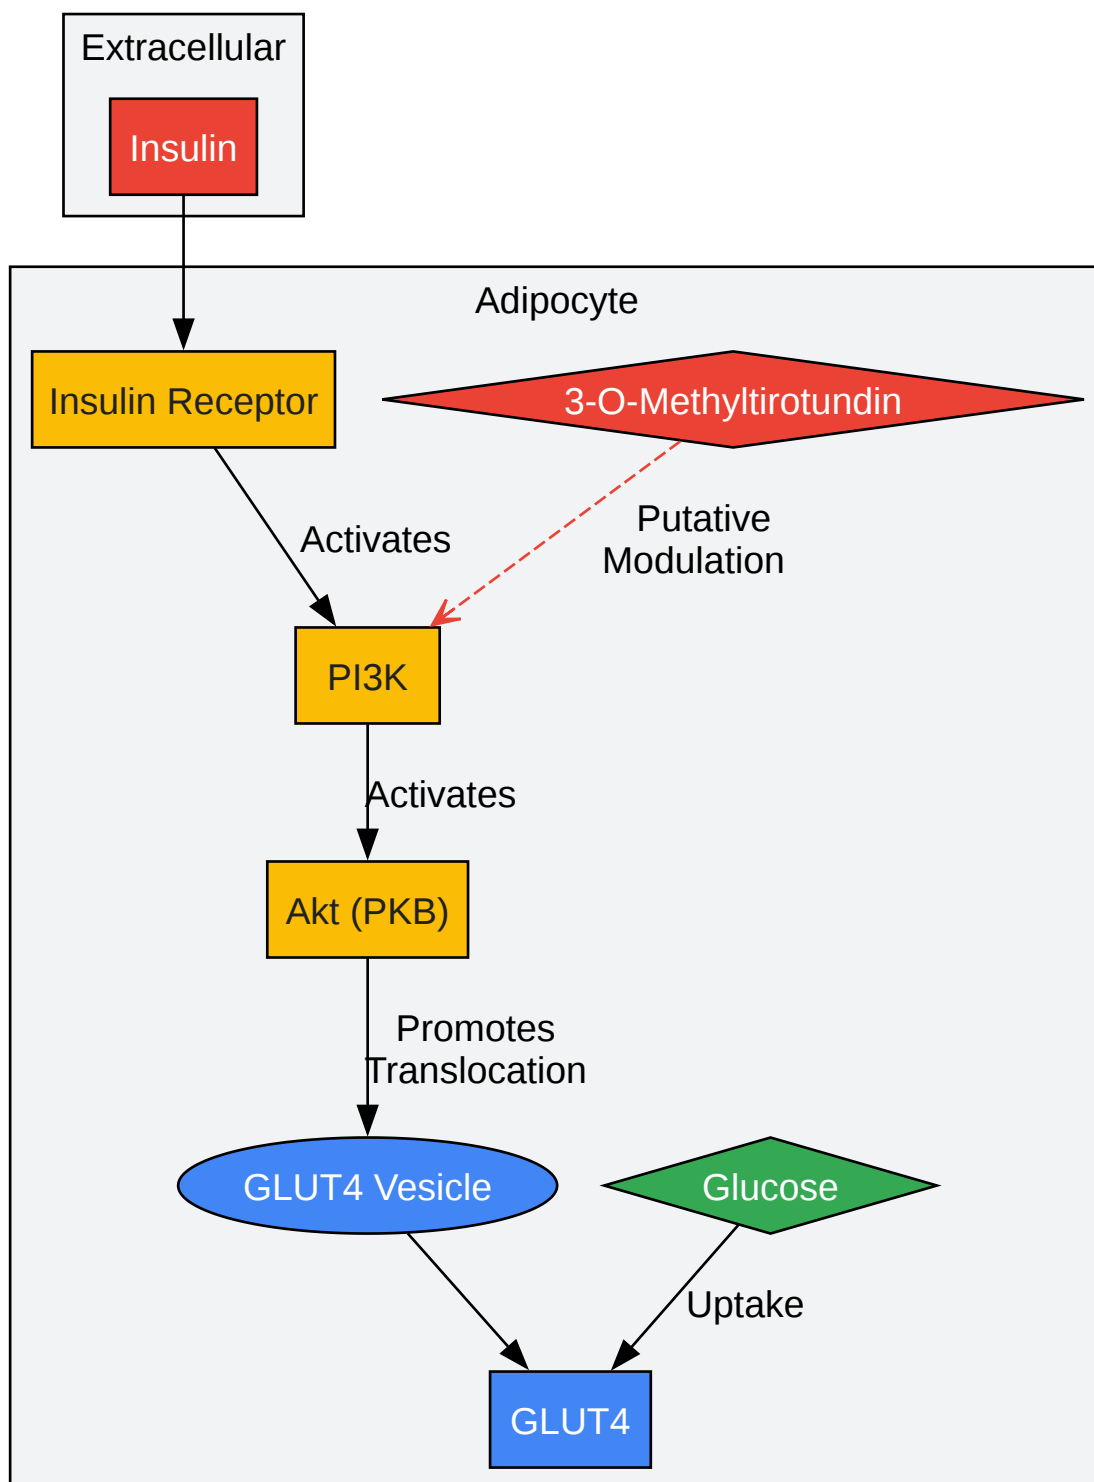 Extracellular
Insulin
Adipocyte
Insulin Receptor
3-O-Methyltirotundin
Activates
Putative
Modulation
PI3K
Activates
Akt (PKB)
Promotes
Translocation
GLUT4 Vesicle
Glucose
Uptake
GLUT4